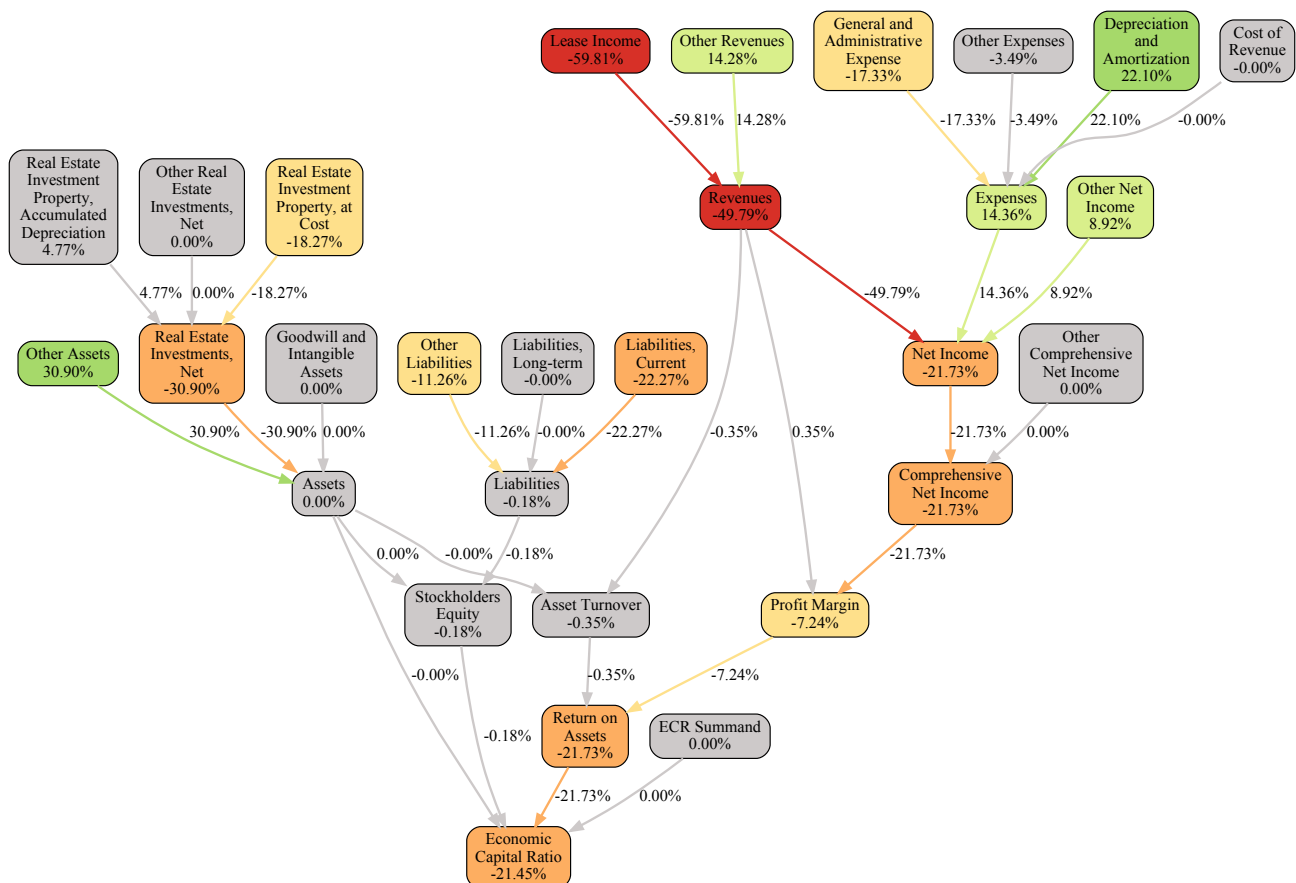 Lease Income
-59.81%
Other Revenues
14.28%
General and
Administrative
Expense
-17.33%
Other Expenses
-3.49%
Depreciation
and
Amortization
22.10%
Cost of
Revenue
-0.00%
-59.81%
14.28%
-17.33%
-3.49%
22.10%
-0.00%
Real Estate
Investment
Property,
Accumulated
Depreciation
4.77%
Other Real
Estate
Investments,
Net
0.00%
Real Estate
Investment
Property, at
Cost
-18.27%
Revenues
-49.79%
Expenses
14.36%
Other Net
Income
8.92%
4.77%
0.00%
-18.27%
-49.79%
14.36%
8.92%
Other Assets
30.90%
Real Estate
Investments,
Net
-30.90%
Goodwill and
Intangible
Assets
0.00%
Other
Liabilities
-11.26%
Liabilities,
Long-term
-0.00%
Liabilities,
Current
-22.27%
Net Income
-21.73%
Other
Comprehensive
Net Income
0.00%
30.90%
-30.90%
0.00%
-11.26%
-0.00%
-22.27%
-0.35%
0.35%
-21.73%
0.00%
Assets
0.00%
Liabilities
-0.18%
Comprehensive
Net Income
-21.73%
0.00%
-0.00%
-0.18%
-21.73%
Stockholders
Equity
-0.18%
Asset Turnover
-0.35%
Profit Margin
-7.24%
-0.00%
-0.35%
-7.24%
Return on
Assets
-21.73%
ECR Summand
0.00%
-0.18%
-21.73%
0.00%
Economic
Capital Ratio
-21.45%